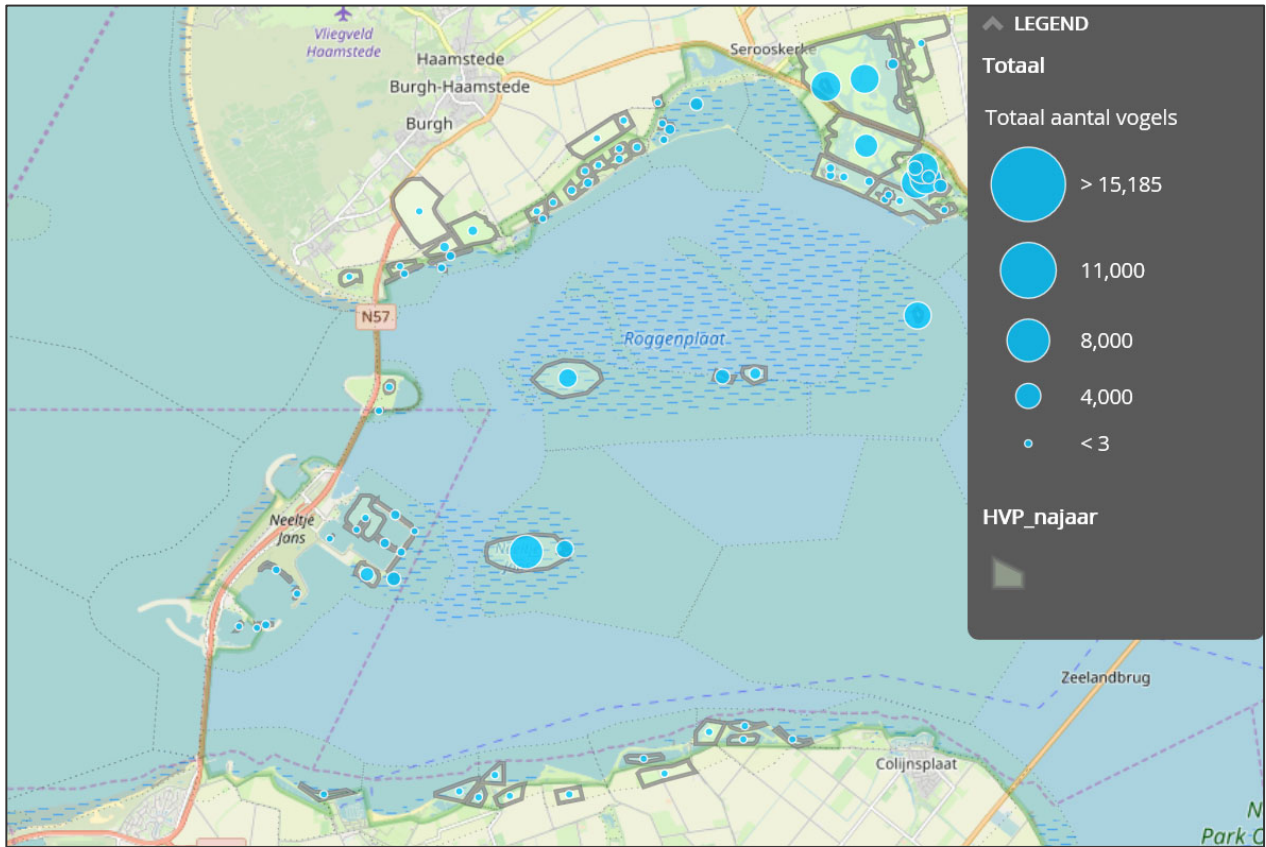 Vliegveld
Haamstede
Haamstede
Burgh-Haamstede
Burgh
Serooskerke
N57
Roggenplaat
Neeltje
Jans
Zeelandbrug
Colijnsplaat
N
Park O
LEGEND
Totaal
Totaal aantal vogels
> 15,185
11,000
8,000
4,000
< 3
HVP_najaar